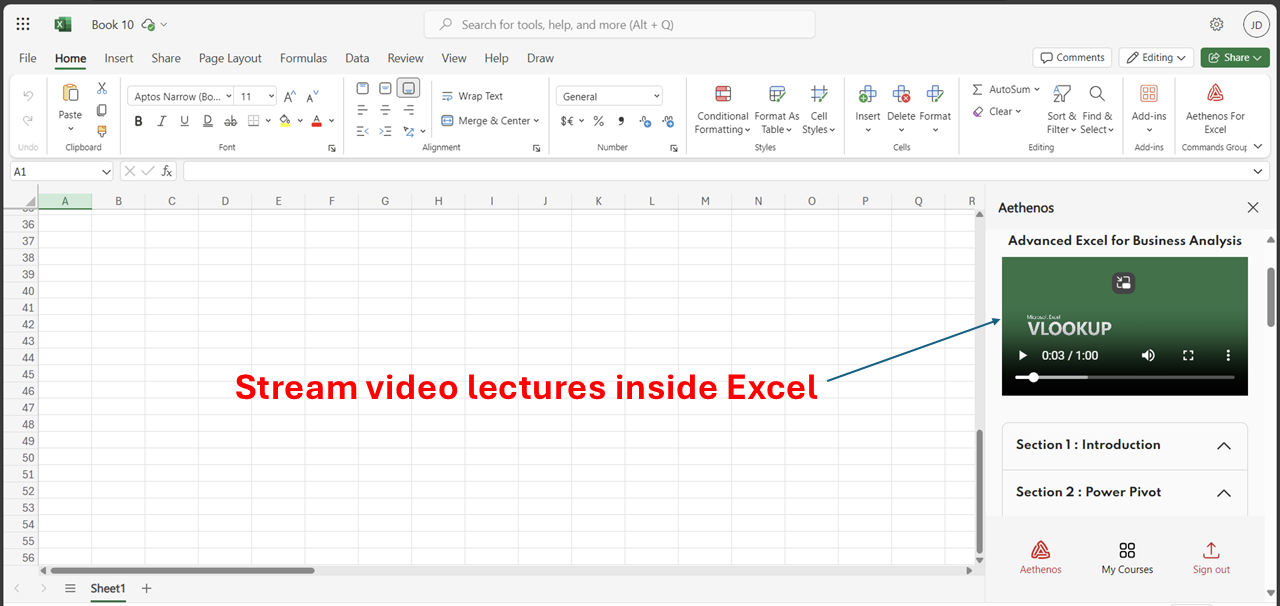 Book 10
Search for tools, help, and more (Alt + Q)
JD
File Home Insert Share Page Layout Formulas Data Review View Help Draw
Comments Editing Share
Paste
Aptos Narrow (Bo... 11
A A
B I U D ab A
Wrap Text
Merge & Center
General
$€ % 9
Conditional Formatting
Format As Table
Cell Styles
Insert Delete Format
AutoSum
Clear
Sort & Filter
Find & Select
Add-ins
Aethenos For Excel
Undo Clipboard Font Alignment Number Styles Cells Editing Add-ins Commands Group
A1 fx
A B C D E F G H I J K L M N O P Q R
36
37
38
39
40
41
42
43
44
45
46
47
48
49
50
51
52
53
54
55
56
Stream video lectures inside Excel
Aethenos
Advanced Excel for Business Analysis
Microsoft Excel
VLOOKUP
0:03 / 1:00
Section 1 : Introduction
Section 2 : Power Pivot
Aethenos My Courses Sign out
Sheet1